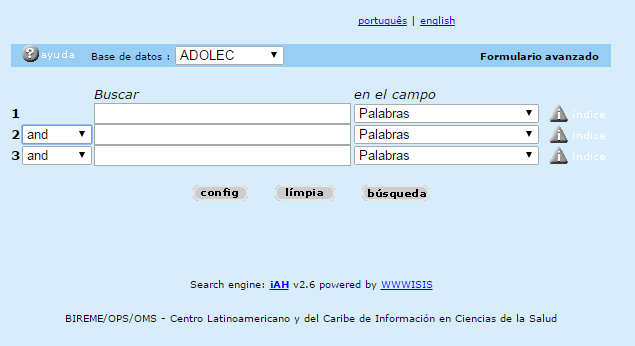 português | english
ayuda Base de datos : ADOLEC Formulario avanzado
Buscar en el campo
1 Palabras índice
2 and Palabras índice
3 and Palabras índice
config límpia búsqueda
Search engine: iAH v2.6 powered by WWWISIS
BIREME/OPS/OMS - Centro Latinoamericano y del Caribe de Información en Ciencias de la Salud